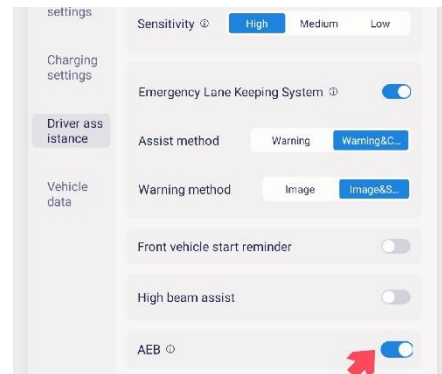 settings
Sensitivity ⓘ High Medium Low
Charging
settings
Emergency Lane Keeping System ⓘ
Driver ass
istance
Assist method Warning Warning&C...
Vehicle
data
Warning method Image Image&S...
Front vehicle start reminder
High beam assist
AEB ⓘ